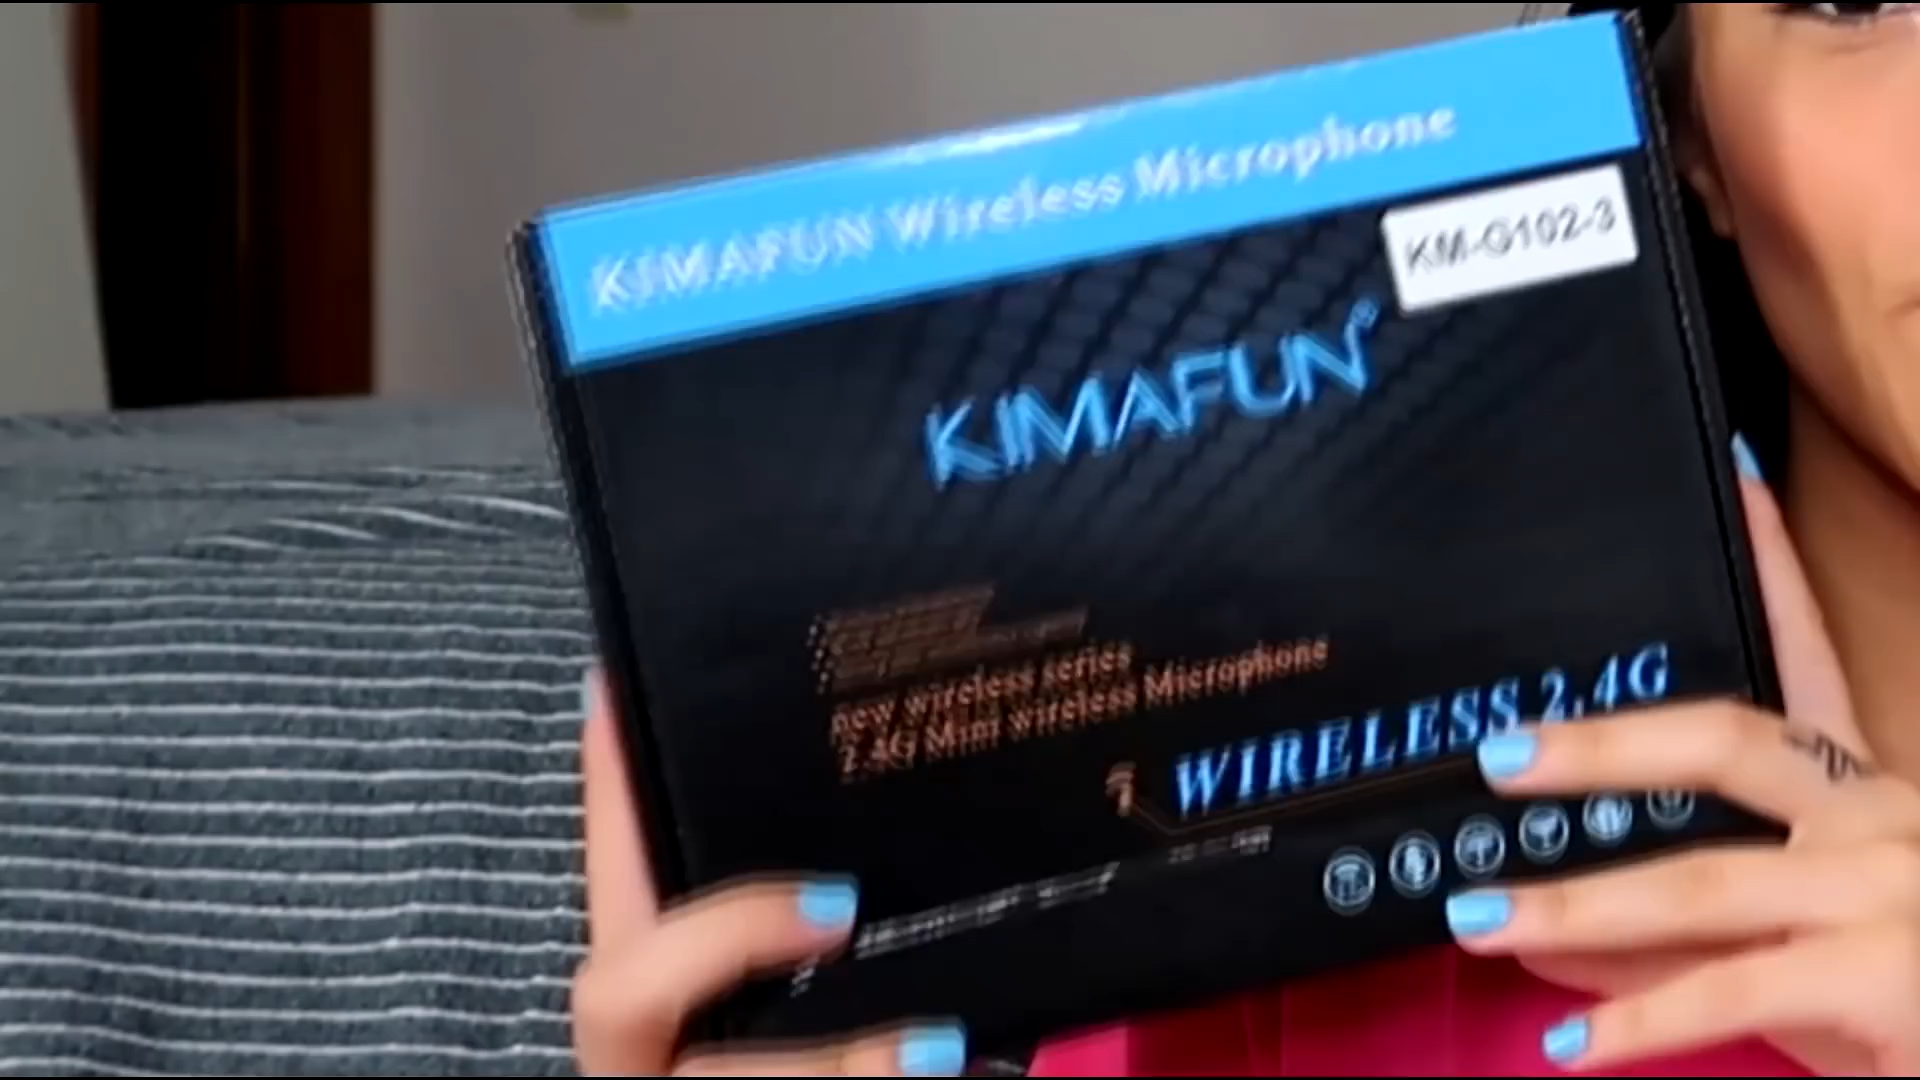 KIMAFUN Wireless Microphone
KM-G102-3
KIMAFUN®
new wireless series
2.4G Mini wireless Microphone
WIRELESS 2.4G